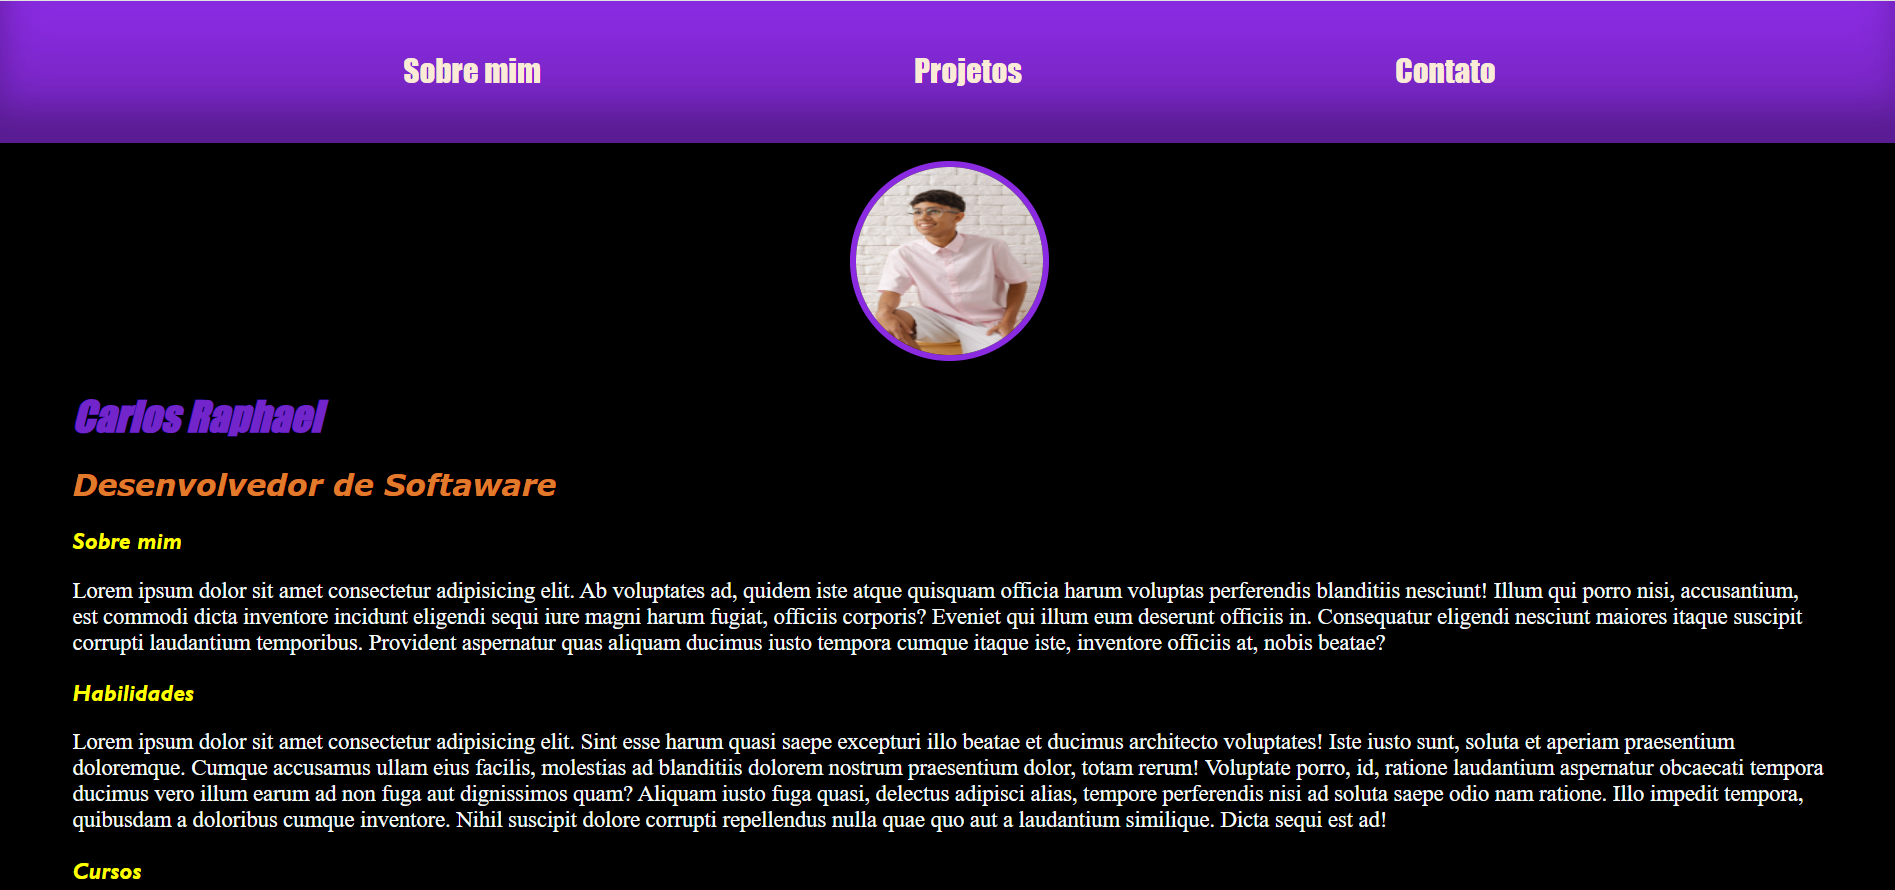 Sobre mim Projetos Contato
Carlos Raphael
Desenvolvedor de Softaware
Sobre mim
Lorem ipsum dolor sit amet consectetur adipisicing elit. Ab voluptates ad, quidem iste atque quisquam officia harum voluptas perferendis blanditiis nesciunt! Illum qui porro nisi, accusantium,
est commodi dicta inventore incidunt eligendi sequi iure magni harum fugiat, officiis corporis? Eveniet qui illum eum deserunt officiis in. Consequatur eligendi nesciunt maiores itaque suscipit
corrupti laudantium temporibus. Provident aspernatur quas aliquam ducimus iusto tempora cumque itaque iste, inventore officiis at, nobis beatae?
Habilidades
Lorem ipsum dolor sit amet consectetur adipisicing elit. Sint esse harum quasi saepe excepturi illo beatae et ducimus architecto voluptates! Iste iusto sunt, soluta et aperiam praesentium
doloremque. Cumque accusamus ullam eius facilis, molestias ad blanditiis dolorem nostrum praesentium dolor, totam rerum! Voluptate porro, id, ratione laudantium aspernatur obcaecati tempora
ducimus vero illum earum ad non fuga aut dignissimos quam? Aliquam iusto fuga quasi, delectus adipisci alias, tempore perferendis nisi ad soluta saepe odio nam ratione. Illo impedit tempora,
quibusdam a doloribus cumque inventore. Nihil suscipit dolore corrupti repellendus nulla quae quo aut a laudantium similique. Dicta sequi est ad!
Cursos